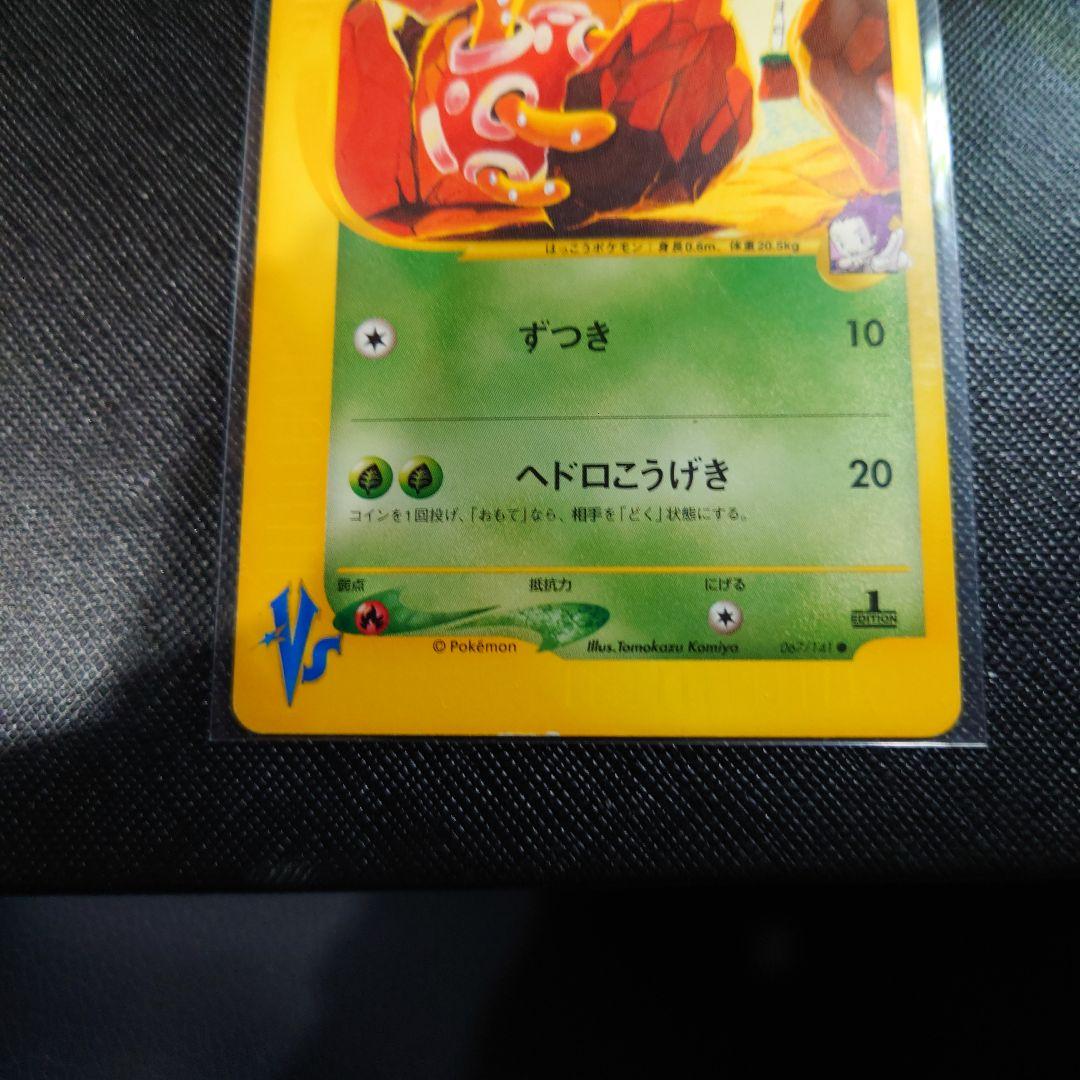 はっこうポケモン 身長0.6m、体重20.5kg
ずつき 10
ヘドロこうげき 20
コインを1回投げ、「おもて」なら、相手を「どく」状態にする。
弱点 抵抗力 にげる
1
EDITION
VS
© Pokémon Illus. Tomokazu Komiya 067/141 ●